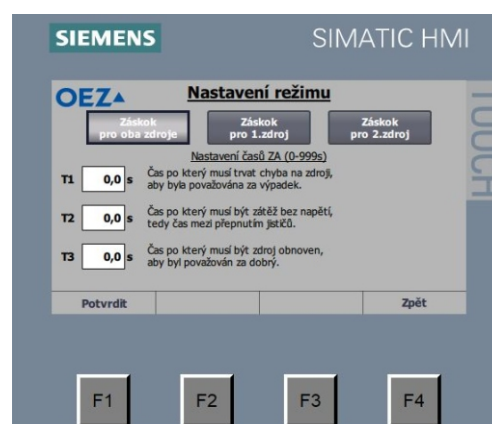 SIEMENS
SIMATIC HMI
TOUCH
OEZ
Nastavení režimu
Záskok
pro oba zdroje
Záskok
pro 1.zdroj
Záskok
pro 2.zdroj
Nastavení časů ZA (0-999s)
T1 0,0 s
Čas po který musí trvat chyba na zdroji,
aby byla považována za výpadek.
T2 0,0 s
Čas po který musí být zátěž bez napětí,
tedy čas mezi přepnutím jističů.
T3 0,0 s
Čas po který musí být zdroj obnoven,
aby byl považován za dobrý.
Potvrdit
Zpět
F1
F2
F3
F4